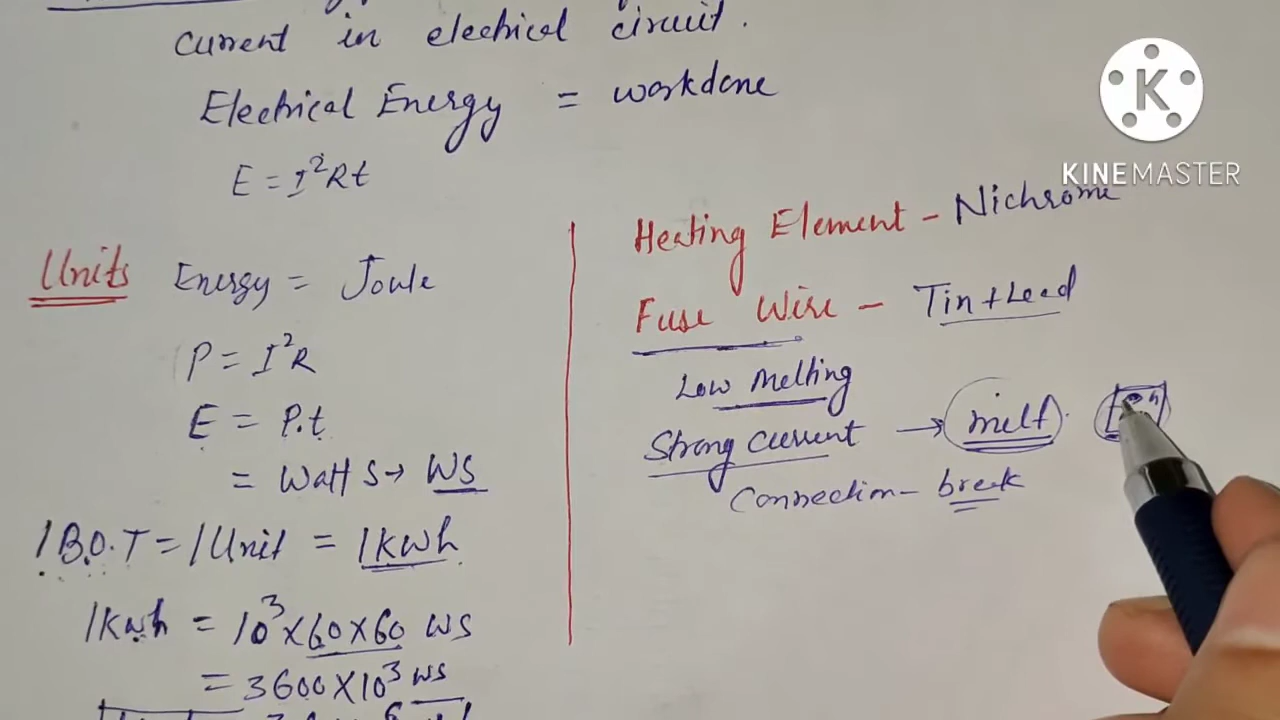 current in electrical circuit.
Electrical Energy = workdone
E = I²Rt
Units Energy = Joule
P = I²R
E = P.t
= Watt S → WS
1 B.O.T = 1 Unit = 1kwh
1kwh = 10³×60×60 WS
= 3600×10³ WS
Heating Element - Nichrome
Fuse Wire - Tin+Lead
Low Melting
Strong current → melt.
Connection - break
K
KINEMASTER